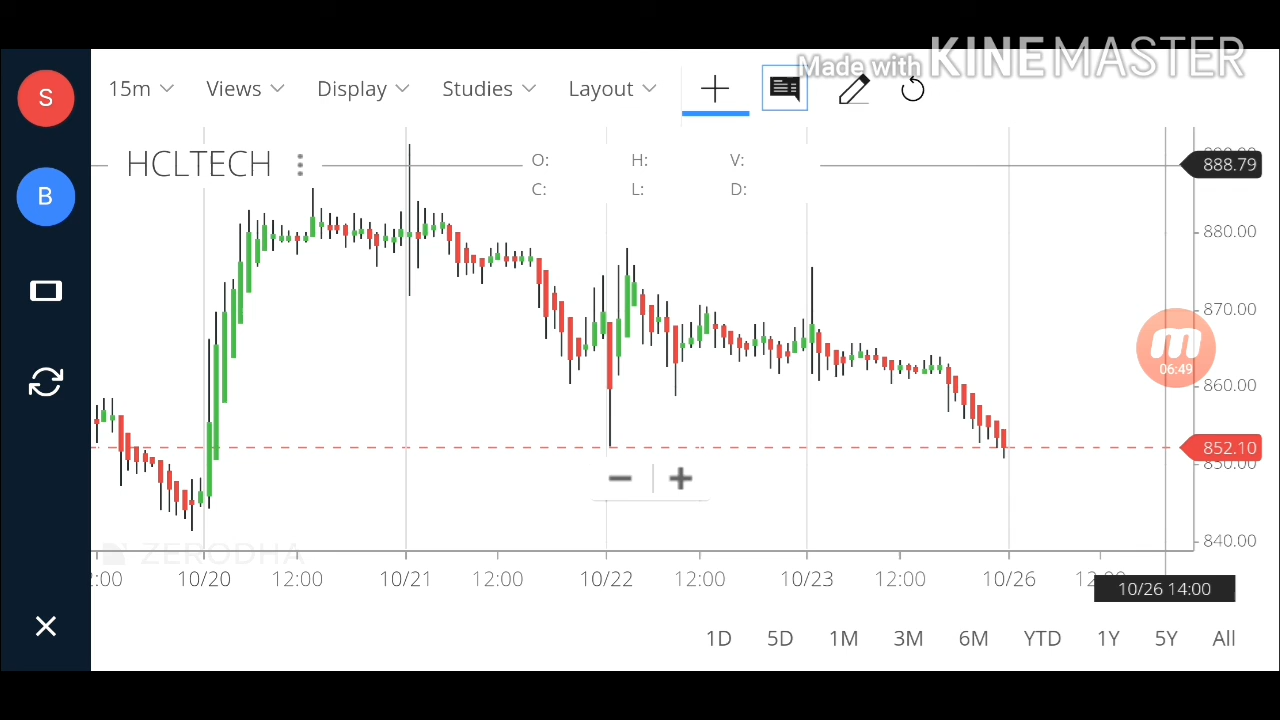 Made with KINEMASTER
S
15m Views Display Studies Layout
HCLTECH
O: H: V:
C: L: D:
888.79
B
880.00
870.00
06:49
860.00
852.10
850.00
ZERODHA
840.00
10/20 12:00 10/21 12:00 10/22 12:00 10/23 12:00 10/26
10/26 14:00
1D 5D 1M 3M 6M YTD 1Y 5Y All